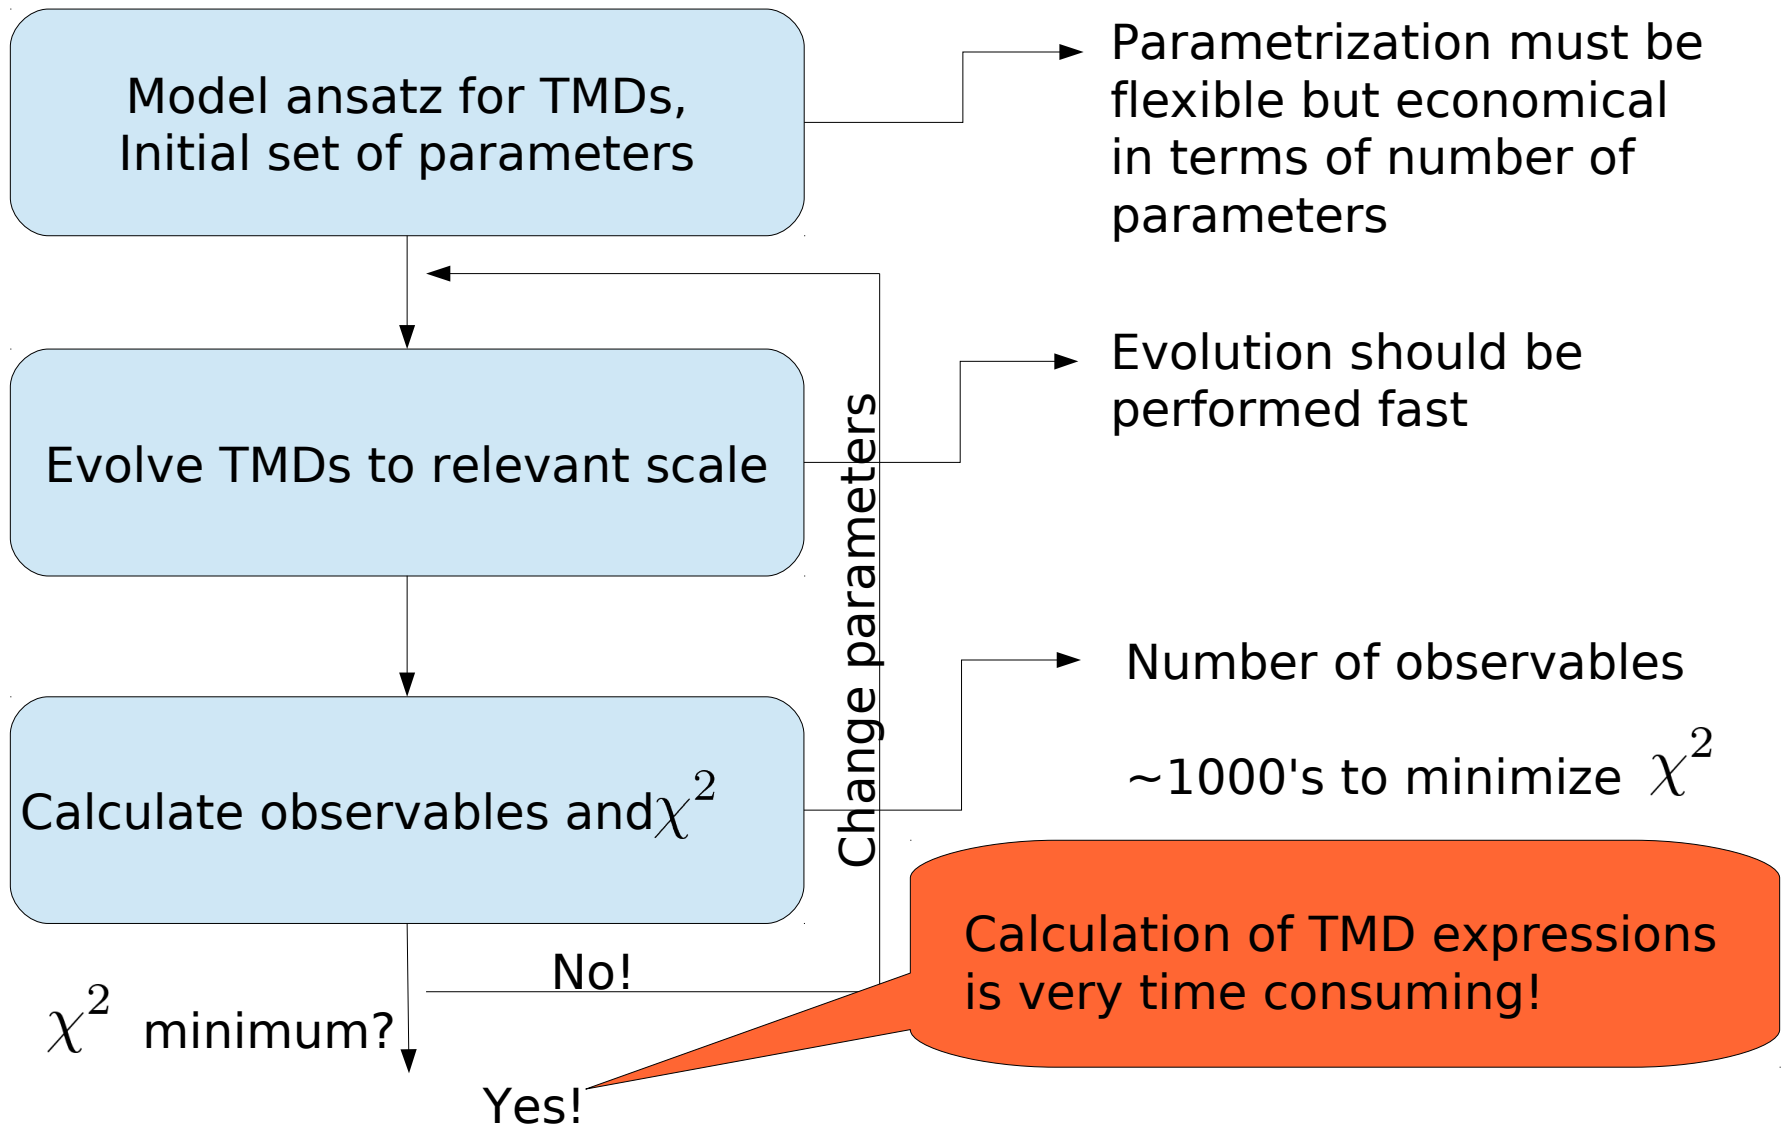 Model ansatz for TMDs,
Initial set of parameters
Parametrization must be
flexible but economical
in terms of number of
parameters
Evolve TMDs to relevant scale
Evolution should be
performed fast
Change parameters
Calculate observables and χ²
Number of observables
~1000's to minimize χ²
No!
χ² minimum?
Yes!
Calculation of TMD expressions
is very time consuming!